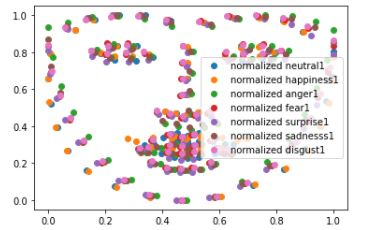 1.0
0.8
0.6
0.4
0.2
0.0
normalized neutral1
normalized happiness1
normalized anger1
normalized fear1
normalized surprise1
normalized sadness1
normalized disgust1
0.0 0.2 0.4 0.6 0.8 1.0